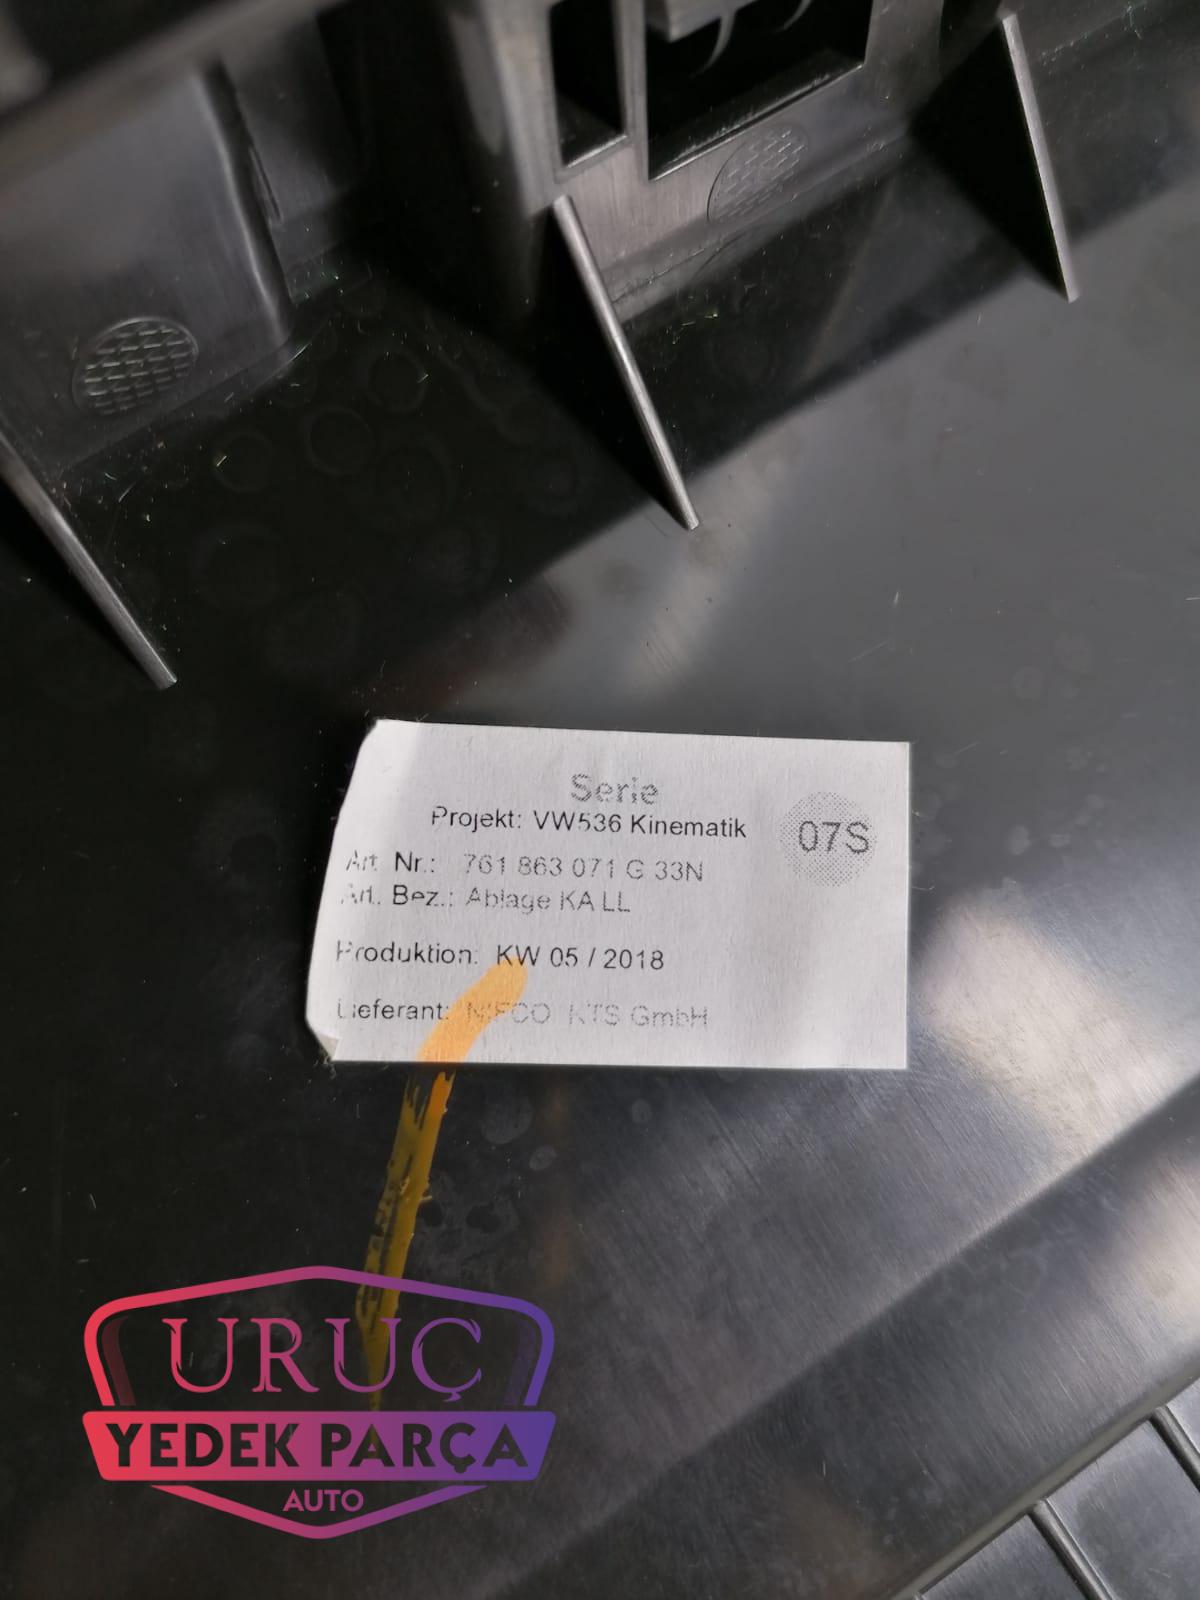 Serie
Projekt: VW536 Kinematik
07S
Art. Nr.: 761 863 071 G 33N
Art. Bez.: Ablage KA LL
Produktion: KW 05 / 2018
Lieferant: NIFCO KTS GmbH
URUÇ
YEDEK PARÇA
AUTO